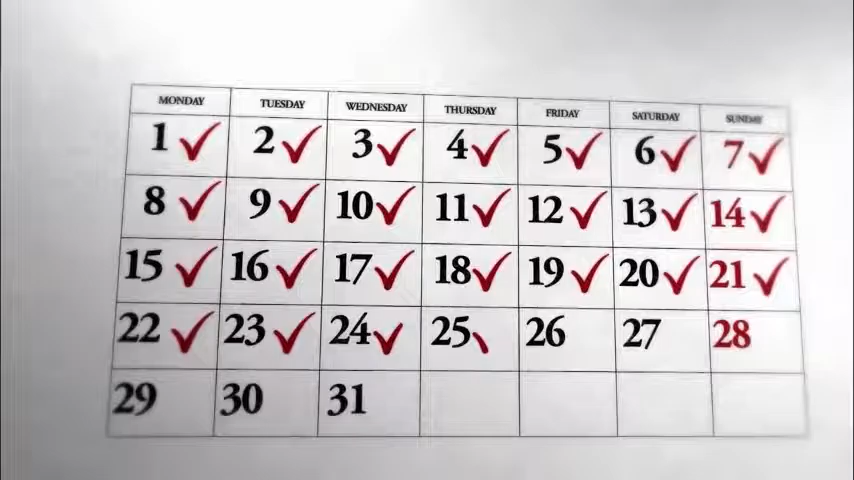 MONDAY TUESDAY WEDNESDAY THURSDAY FRIDAY SATURDAY SUNDAY
1 2 3 4 5 6 7
8 9 10 11 12 13 14
15 16 17 18 19 20 21
22 23 24 25 26 27 28
29 30 31